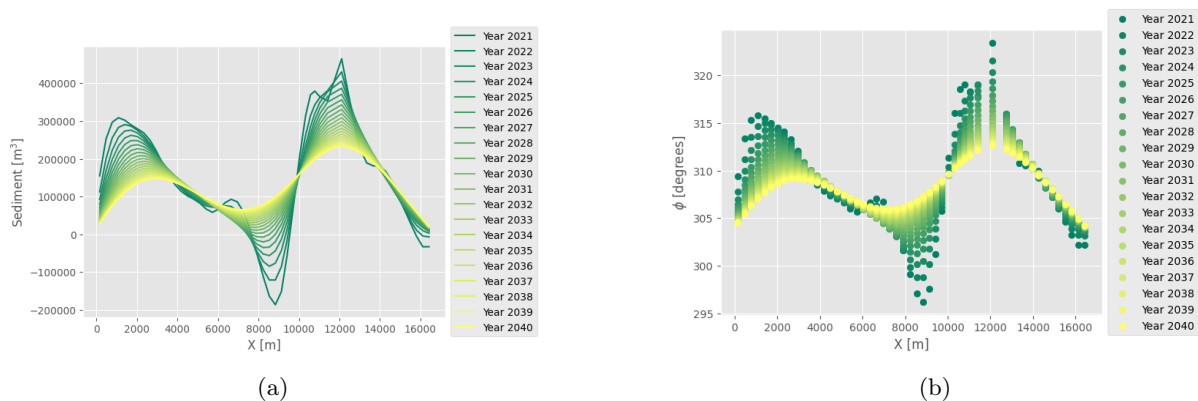 Sediment [m³]
400000
300000
200000
100000
0
−100000
−200000
0 2000 4000 6000 8000 10000 12000 14000 16000
X [m]
Year 2021
Year 2022
Year 2023
Year 2024
Year 2025
Year 2026
Year 2027
Year 2028
Year 2029
Year 2030
Year 2031
Year 2032
Year 2033
Year 2034
Year 2035
Year 2036
Year 2037
Year 2038
Year 2039
Year 2040
(a)
ϕ [degrees]
320
315
310
305
300
295
0 2000 4000 6000 8000 10000 12000 14000 16000
X [m]
Year 2021
Year 2022
Year 2023
Year 2024
Year 2025
Year 2026
Year 2027
Year 2028
Year 2029
Year 2030
Year 2031
Year 2032
Year 2033
Year 2034
Year 2035
Year 2036
Year 2037
Year 2038
Year 2039
Year 2040
(b)